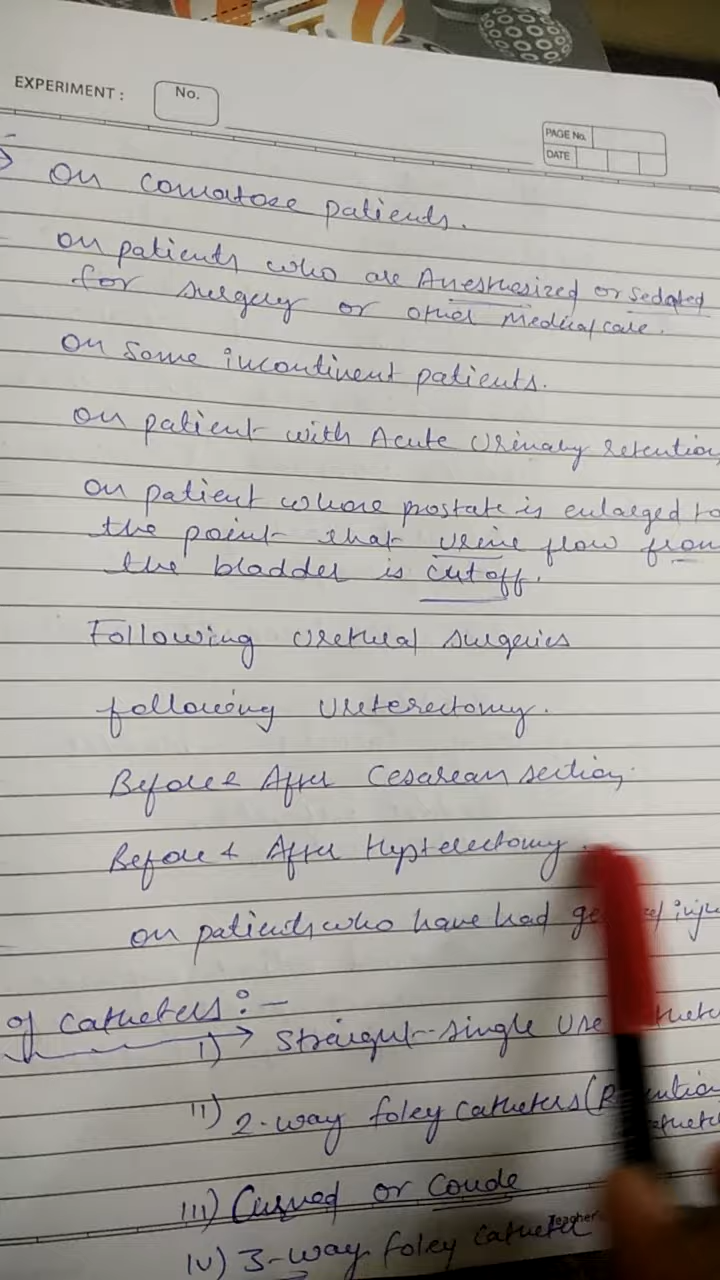 EXPERIMENT :
No.
PAGE No.
DATE
On Comatose patients.
On patients who are Anesthesized or Sedated
for surgery or other Medical care.
On Some incontinent patients.
On patient with Acute Urinary retention
On patient whose prostate is enlarged to
the point that urine flow from
the bladder is cut off.
Following Urethral surgeries
following Ureterectomy.
Before & After Cesarean section,
Before & After Hysterectomy.
on patients who have had
of Catheters :-
i) → Straight-single Use
ii) 2-way foley Catheters (
iii) Curved or Coude
Teacher
iv) 3-way foley Catheter